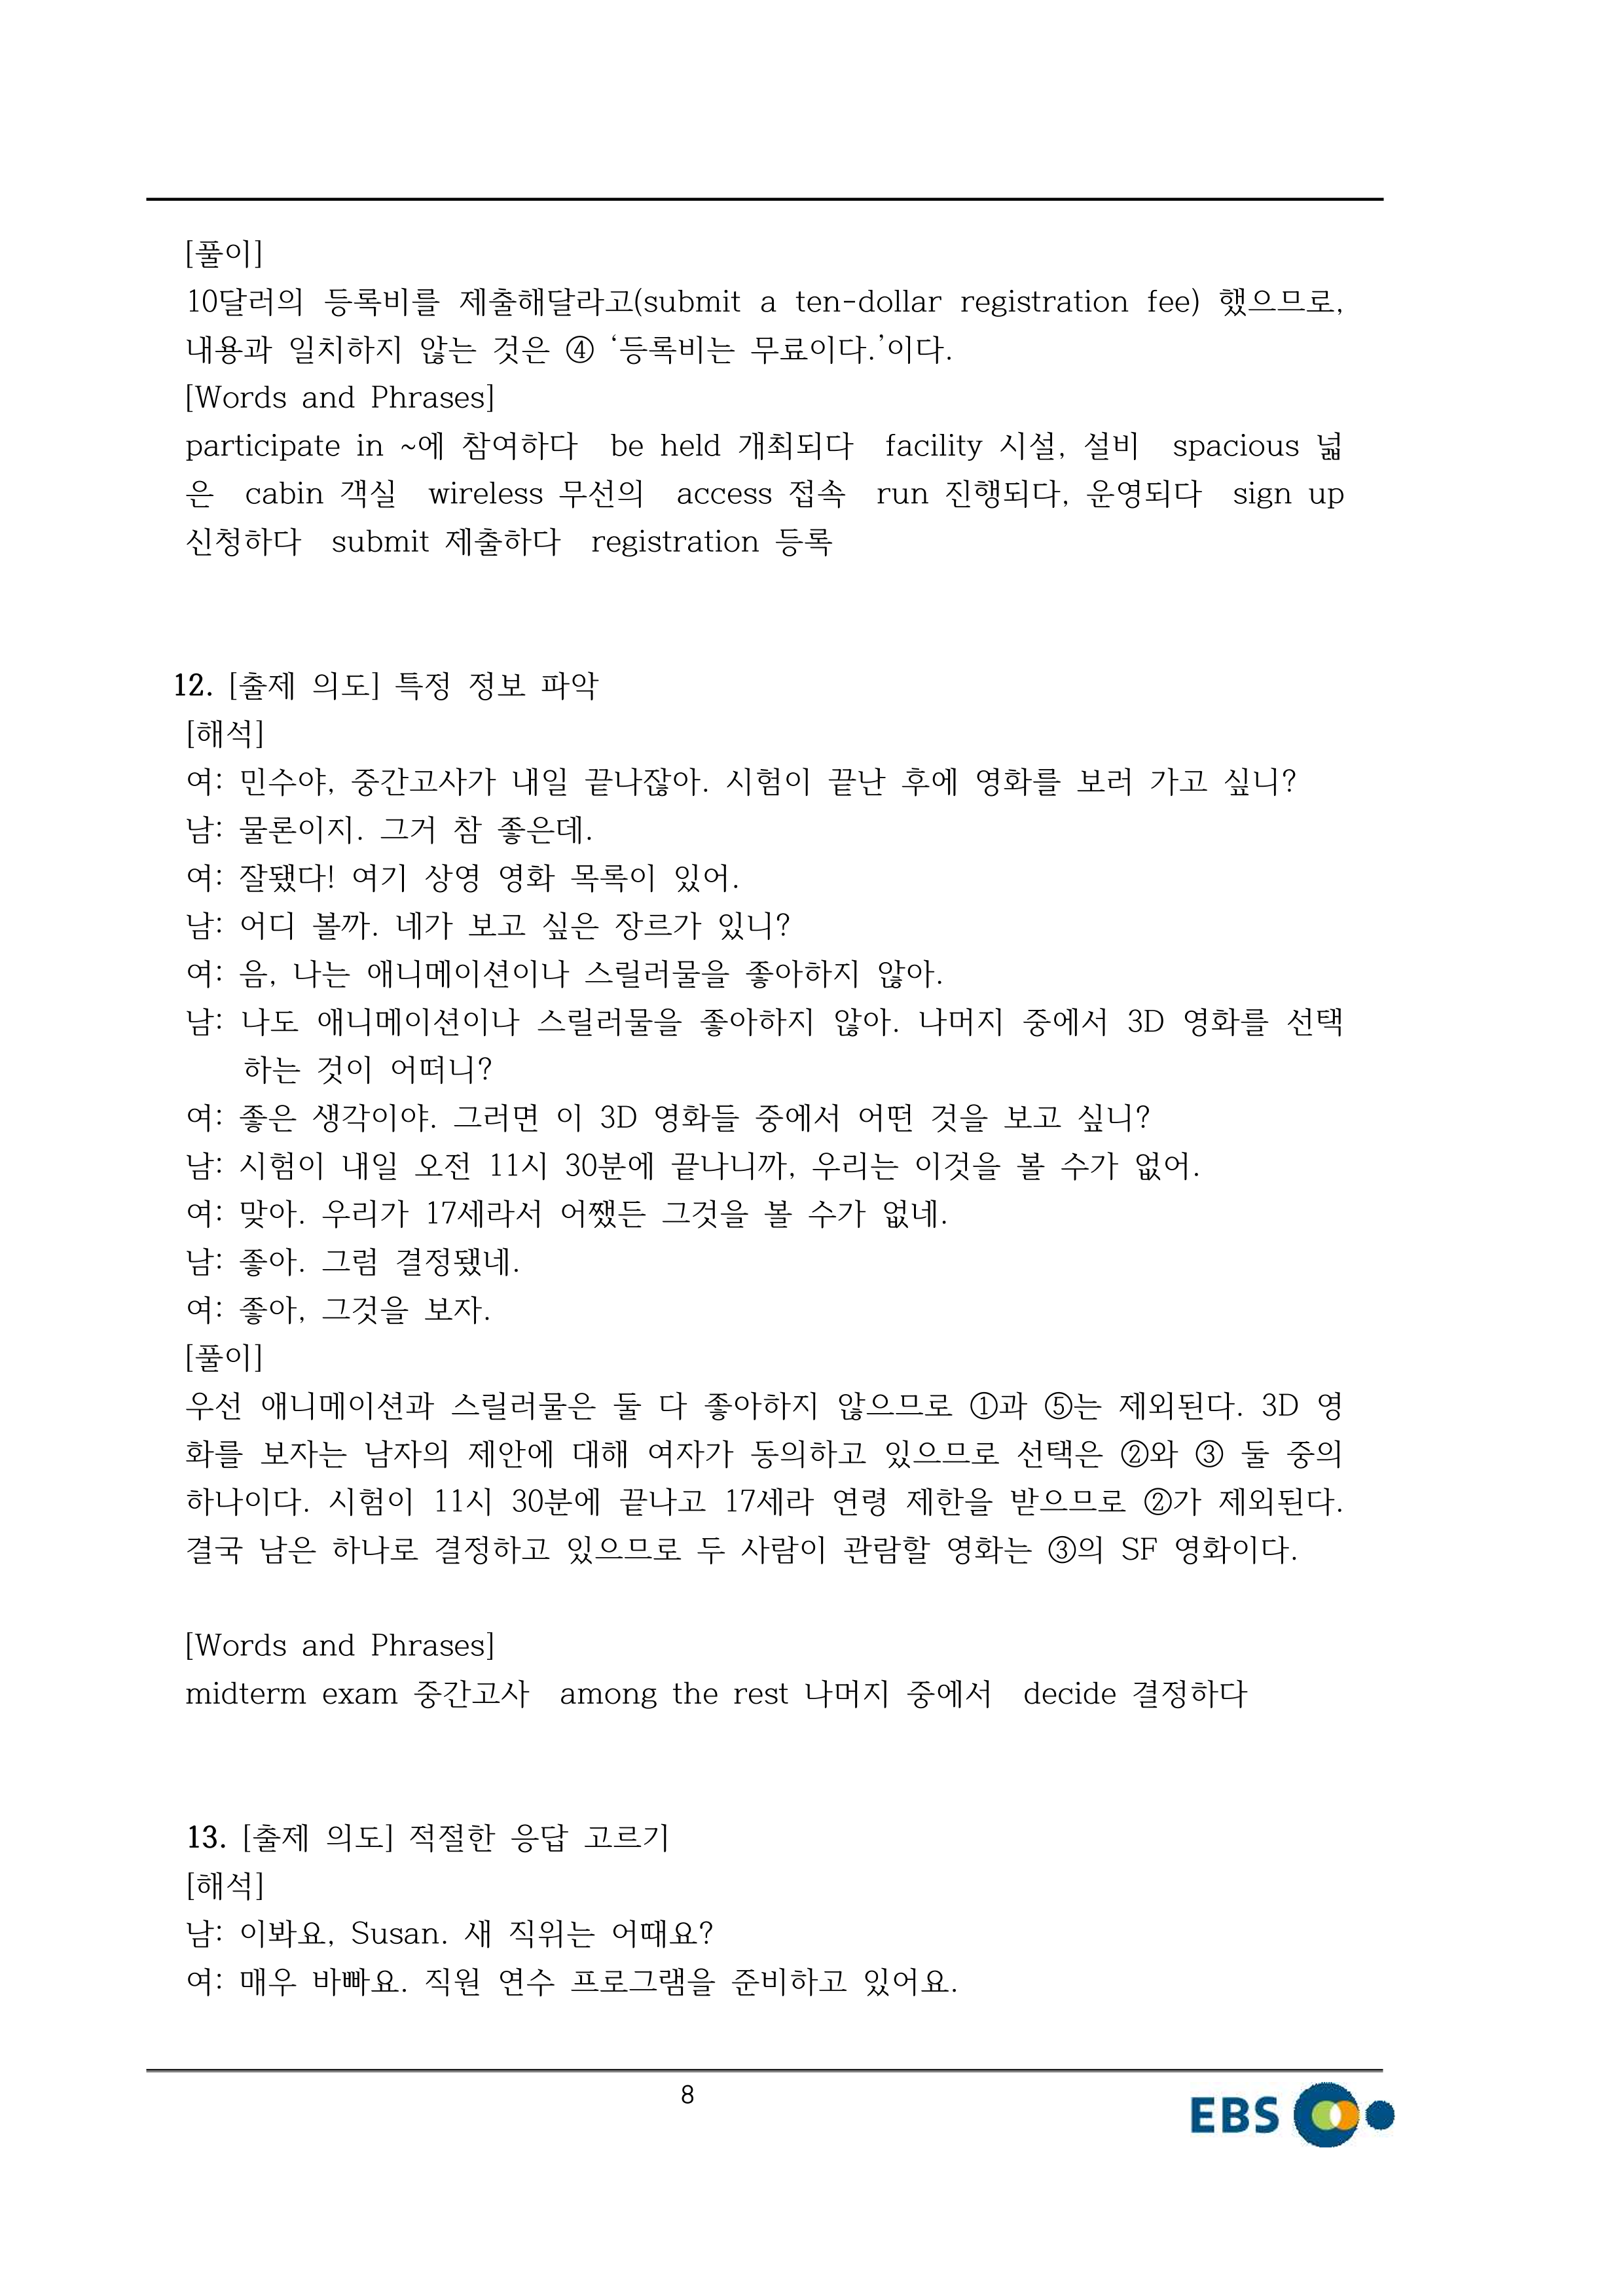 [풀이]
10달러의 등록비를 제출해달라고(submit a ten-dollar registration fee) 했으므로,
내용과 일치하지 않는 것은 ④ ‘등록비는 무료이다.’이다.
[Words and Phrases]
participate in ~에 참여하다 be held 개최되다 facility 시설, 설비 spacious 넓
은 cabin 객실 wireless 무선의 access 접속 run 진행되다, 운영되다 sign up
신청하다 submit 제출하다 registration 등록
12. [출제 의도] 특정 정보 파악
[해석]
여: 민수야, 중간고사가 내일 끝나잖아. 시험이 끝난 후에 영화를 보러 가고 싶니?
남: 물론이지. 그거 참 좋은데.
여: 잘됐다! 여기 상영 영화 목록이 있어.
남: 어디 볼까. 네가 보고 싶은 장르가 있니?
여: 음, 나는 애니메이션이나 스릴러물을 좋아하지 않아.
남: 나도 애니메이션이나 스릴러물을 좋아하지 않아. 나머지 중에서 3D 영화를 선택
하는 것이 어떠니?
여: 좋은 생각이야. 그러면 이 3D 영화들 중에서 어떤 것을 보고 싶니?
남: 시험이 내일 오전 11시 30분에 끝나니까, 우리는 이것을 볼 수가 없어.
여: 맞아. 우리가 17세라서 어쨌든 그것을 볼 수가 없네.
남: 좋아. 그럼 결정됐네.
여: 좋아, 그것을 보자.
[풀이]
우선 애니메이션과 스릴러물은 둘 다 좋아하지 않으므로 ①과 ⑤는 제외된다. 3D 영
화를 보자는 남자의 제안에 대해 여자가 동의하고 있으므로 선택은 ②와 ③ 둘 중의
하나이다. 시험이 11시 30분에 끝나고 17세라 연령 제한을 받으므로 ②가 제외된다.
결국 남은 하나로 결정하고 있으므로 두 사람이 관람할 영화는 ③의 SF 영화이다.
[Words and Phrases]
midterm exam 중간고사 among the rest 나머지 중에서 decide 결정하다
13. [출제 의도] 적절한 응답 고르기
[해석]
남: 이봐요, Susan. 새 직위는 어때요?
여: 매우 바빠요. 직원 연수 프로그램을 준비하고 있어요.
8
EBS